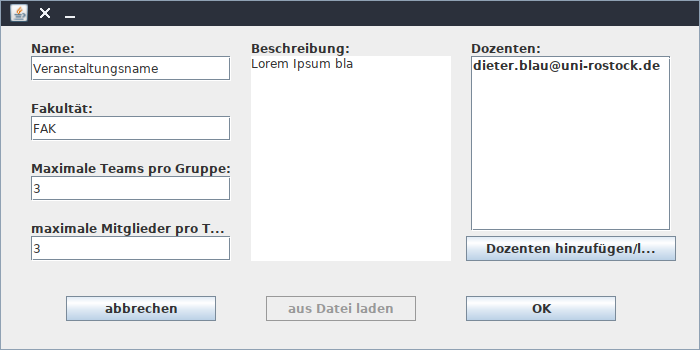 Name:
Veranstaltungsname
Fakultät:
FAK
Maximale Teams pro Gruppe:
3
maximale Mitglieder pro T...
3
Beschreibung:
Lorem Ipsum bla
Dozenten:
dieter.blau@uni-rostock.de
Dozenten hinzufügen/l...
abbrechen
aus Datei laden
OK